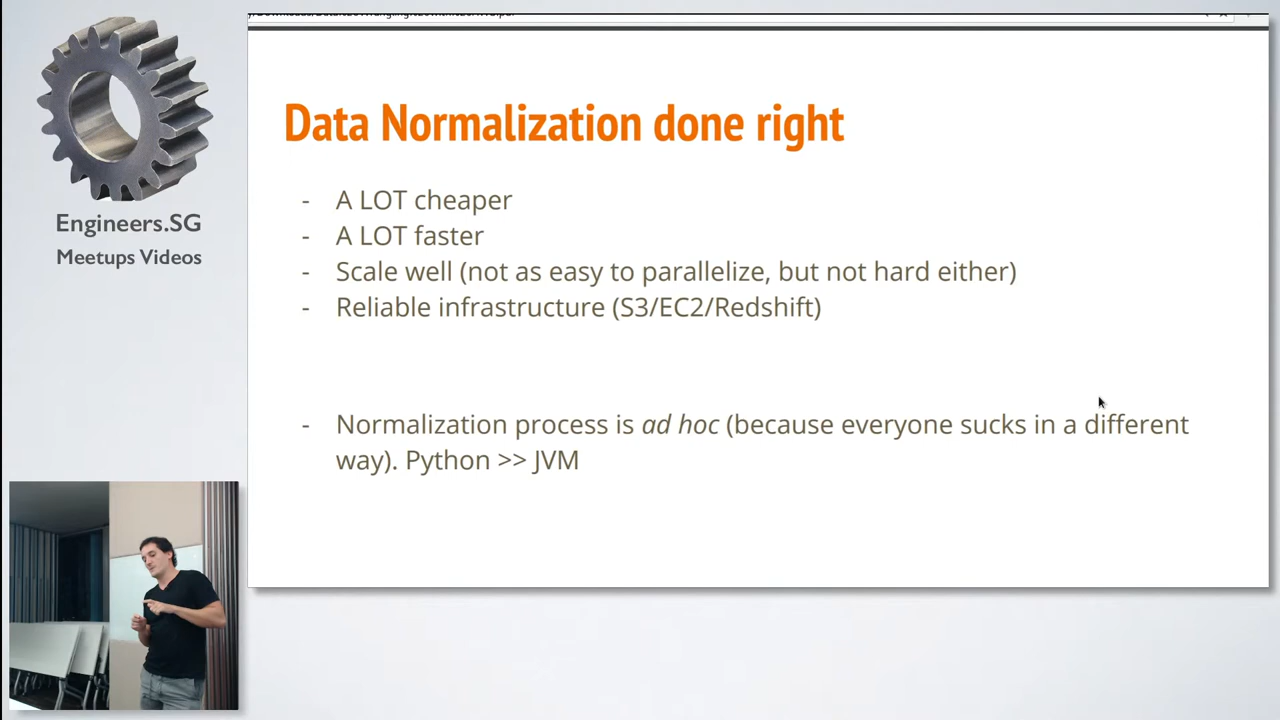 Engineers.SG
Meetups Videos
Data Normalization done right
- A LOT cheaper
- A LOT faster
- Scale well (not as easy to parallelize, but not hard either)
- Reliable infrastructure (S3/EC2/Redshift)
- Normalization process is ad hoc (because everyone sucks in a different
way). Python >> JVM